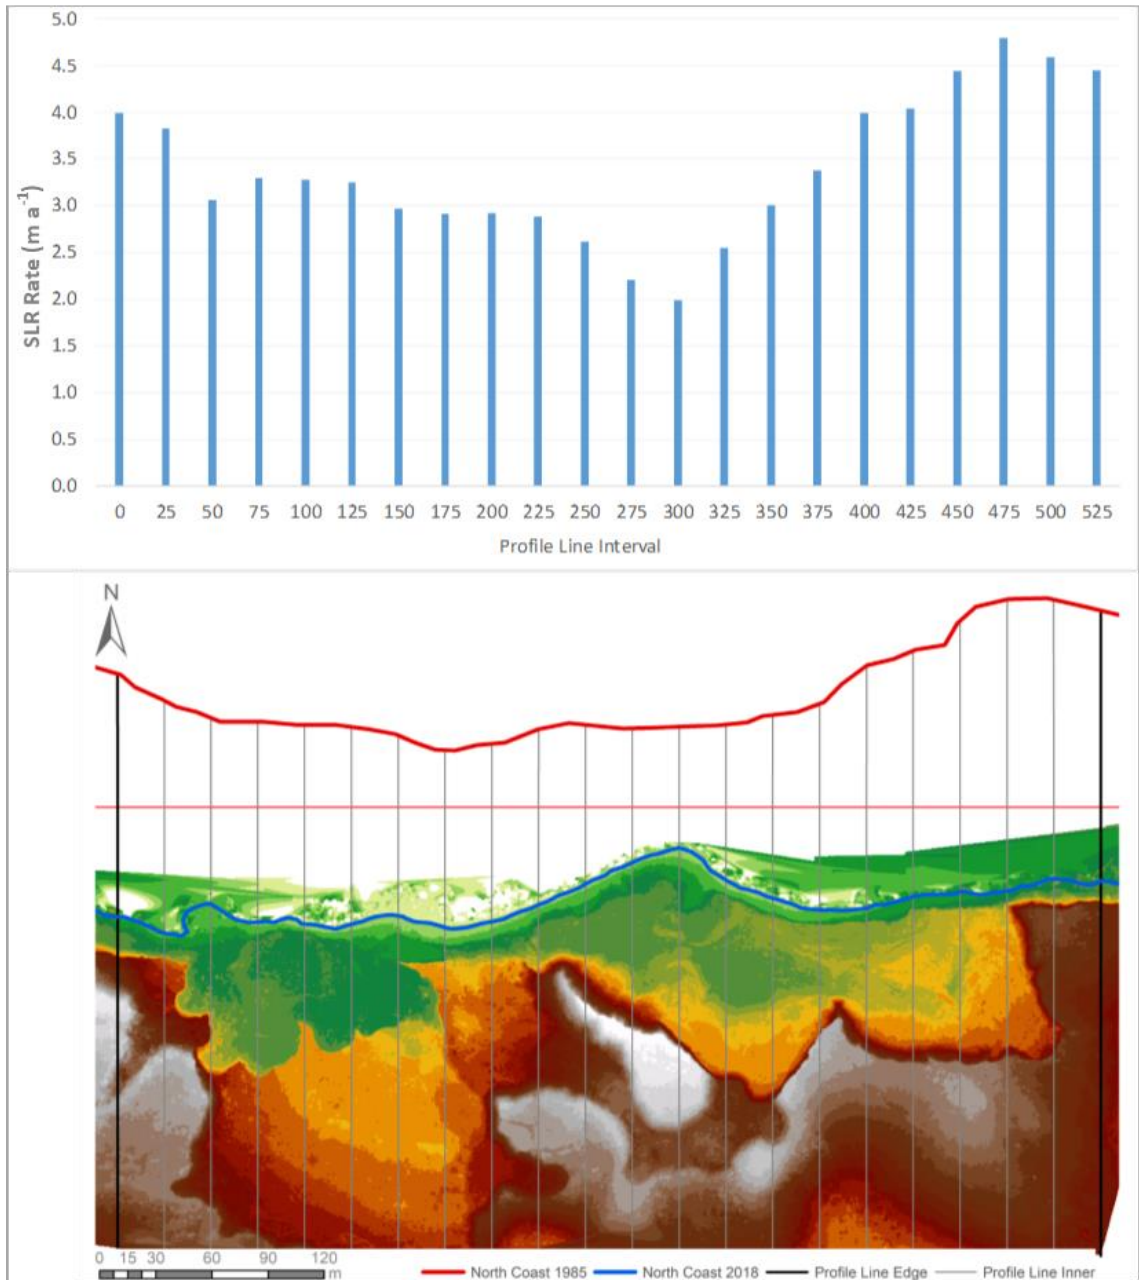 5.0
4.5
4.0
3.5
3.0
2.5
2.0
1.5
1.0
0.5
0.0
SLR Rate (m a⁻¹)
0 25 50 75 100 125 150 175 200 225 250 275 300 325 350 375 400 425 450 475 500 525
Profile Line Interval
N
0 15 30 60 90 120
m
North Coast 1985 North Coast 2018 Profile Line Edge Profile Line Inner